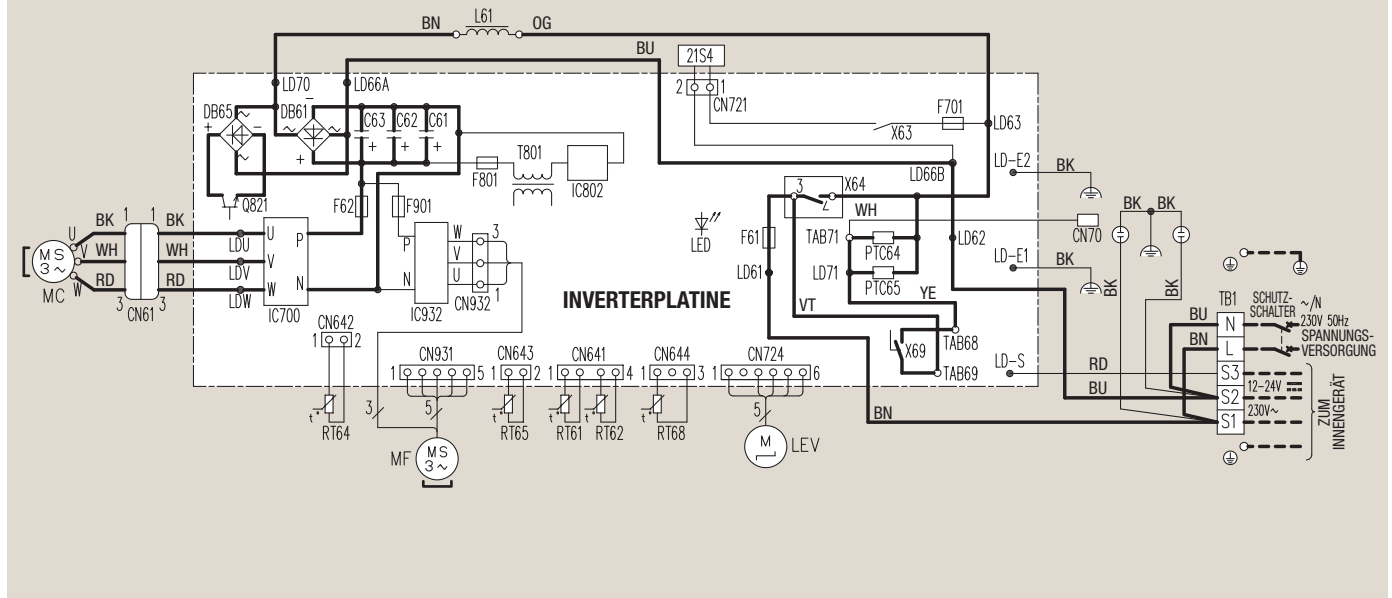 L61
BN OG
BU
21S4
2 1
CN721
LD70 LD66A
DB65 DB61
C63 C62 C61
F701
X63
LD63
T801
F801
IC802
LD-E2
BK
LD66B
Q821
F62 F901
3 X64
WH
LED
F61
TAB71
PTC64
LD62
CN70
BK BK
BK 1 1 BK
U
WH WH
V
RD RD
W
3 3
MS
3~
MC
CN61
LDU
LDV
LDW
U P
V
W N
IC700
P
N
IC932
W 3
V
U 1
CN932
LD61
LD71
PTC65
LD-E1
BK
BK
BK
INVERTERPLATINE
VT
YE
X69
TAB68
TAB69
LD-S
RD
BU
BN
BU
BN
TB1
N
L
S3
S2
S1
SCHUTZ-
SCHALTER
~/N
230V 50Hz
SPANNUNGS-
VERSORGUNG
12-24V
230V~
ZUM
INNENGERÄT
CN642
1 2
CN931
1 5
CN643
1 2
CN641
1 4
CN644
1 3
CN724
1 6
t° RT64
3
5
t° RT65
t° RT61
t° RT62
t° RT68
5
MF
MS
3~
M
LEV